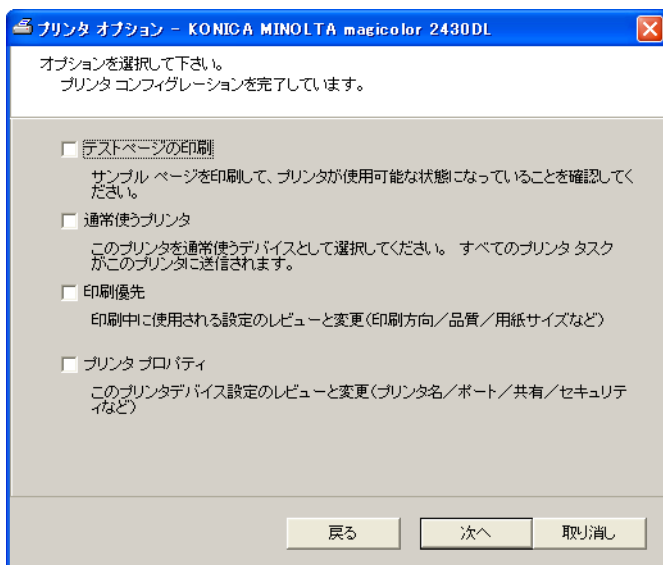 プリンタ オプション - KONICA MINOLTA magicolor 2430DL
オプションを選択して下さい。
プリンタ コンフィグレーションを完了しています。
テストページの印刷
サンプル ページを印刷して、プリンタが使用可能な状態になっていることを確認してく
ださい。
通常使うプリンタ
このプリンタを通常使うデバイスとして選択してください。 すべてのプリンタ タスク
がこのプリンタに送信されます。
印刷優先
印刷中に使用される設定のレビューと変更(印刷方向／品質／用紙サイズなど)
プリンタ プロパティ
このプリンタデバイス設定のレビューと変更(プリンタ名／ポート／共有／セキュリテ
ィなど)
戻る
次へ
取り消し